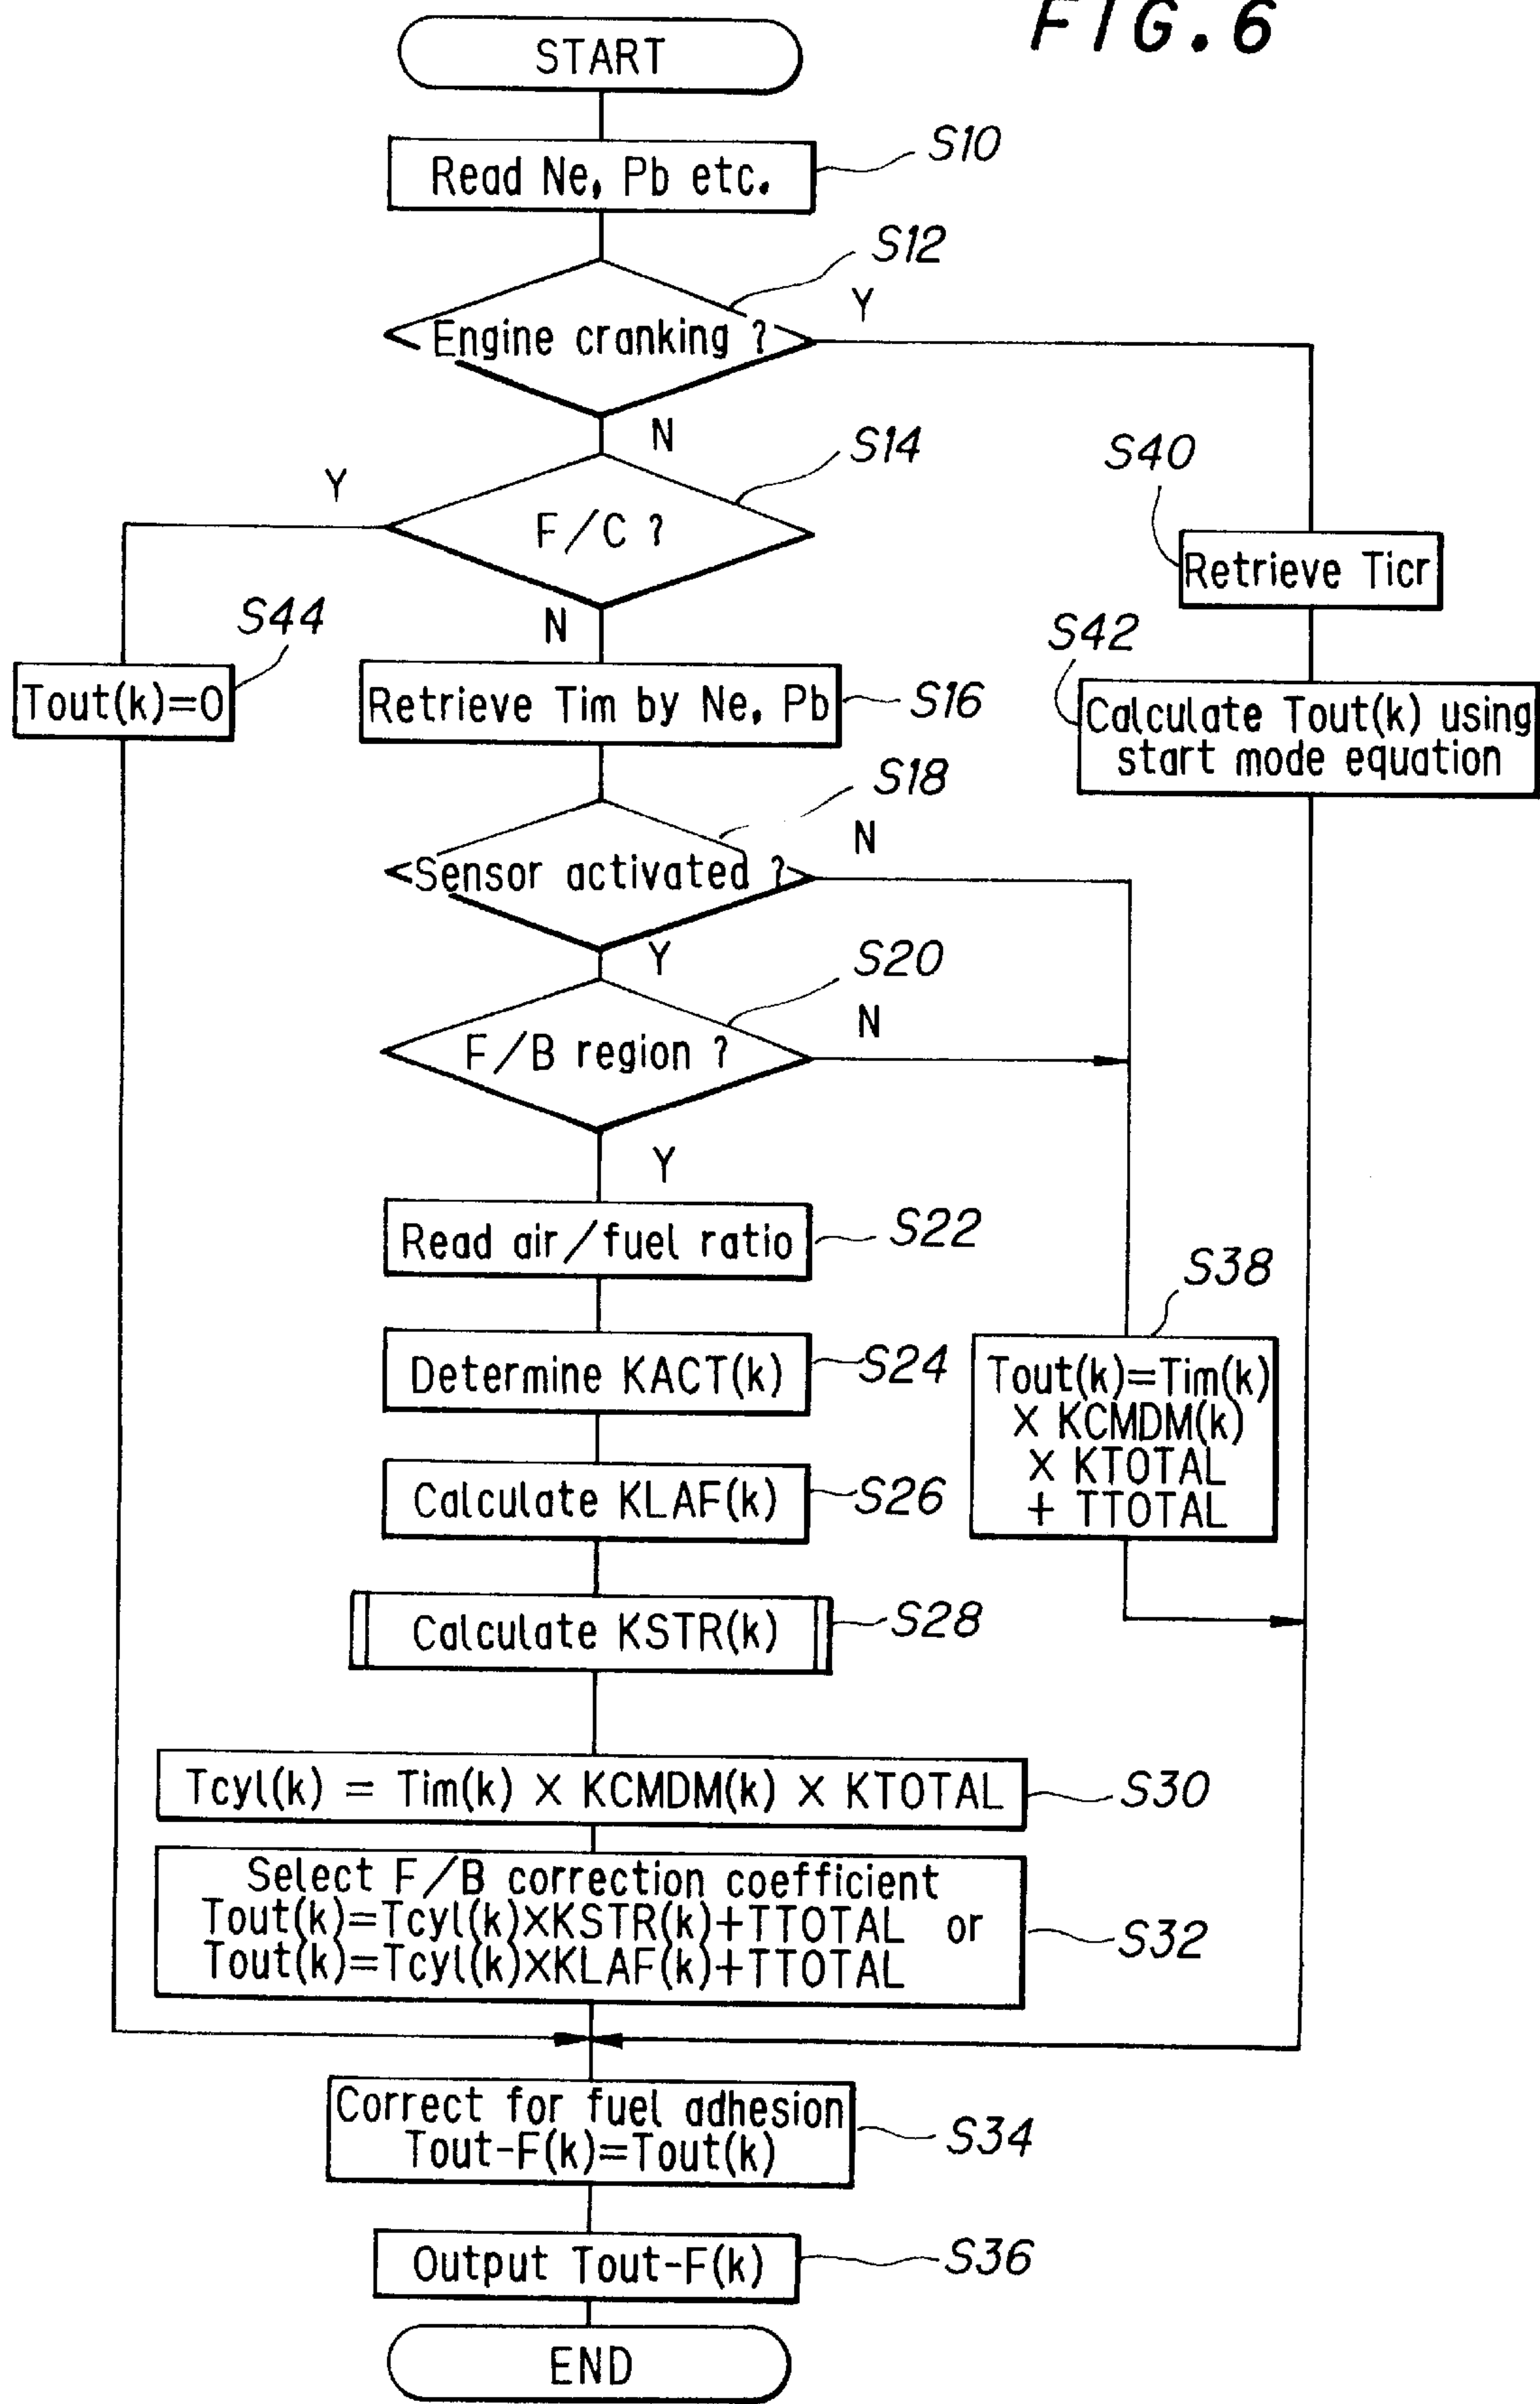 FIG.6
START
Read Ne, Pb etc.
S10
S12
Engine cranking ?
Y
N
S14
F/C ?
Y
N
S40
Retrieve Ticr
S42
Calculate Tout(k) using
start mode equation
S44
Tout(k)=0
Retrieve Tim by Ne, Pb
S16
S18
Sensor activated ?
N
Y
S20
F/B region ?
N
Y
Read air/fuel ratio
S22
Determine KACT(k)
S24
S38
Tout(k)=Tim(k)
× KCMDM(k)
× KTOTAL
+ TTOTAL
Calculate KLAF(k)
S26
Calculate KSTR(k)
S28
Tcyl(k) = Tim(k) × KCMDM(k) × KTOTAL
S30
Select F/B correction coefficient
Tout(k)=Tcyl(k)×KSTR(k)+TTOTAL or
Tout(k)=Tcyl(k)×KLAF(k)+TTOTAL
S32
Correct for fuel adhesion
Tout-F(k)=Tout(k)
S34
Output Tout-F(k)
S36
END